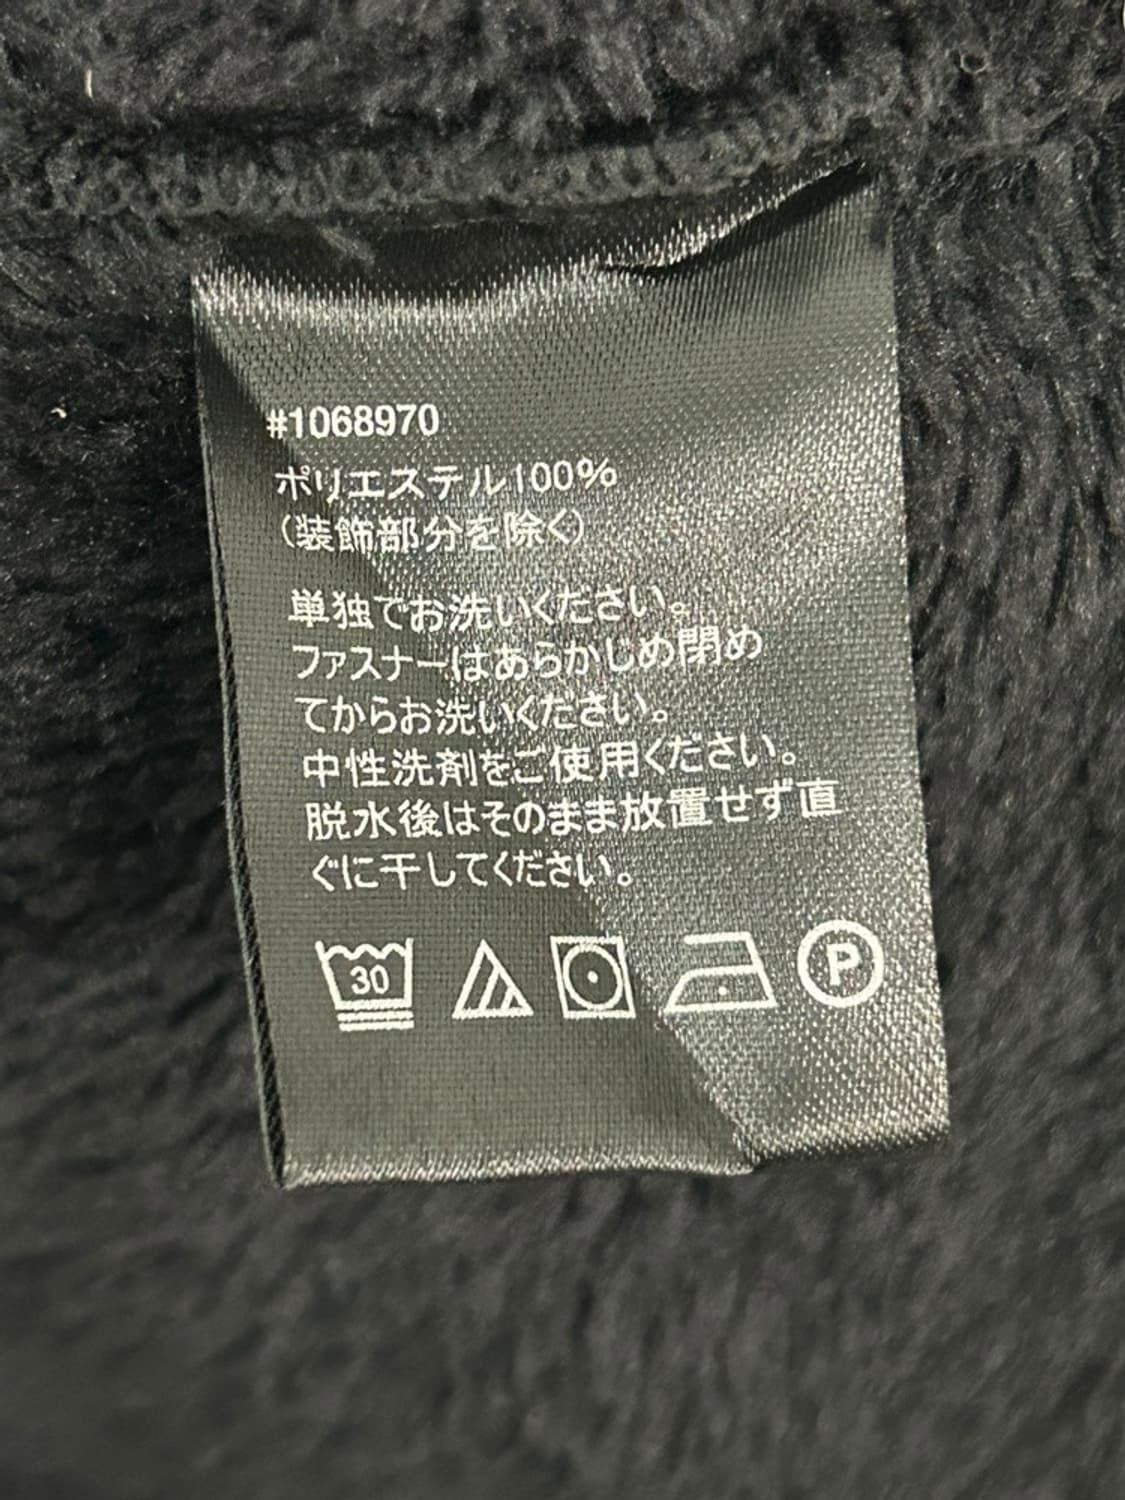 #1068970
ポリエステル100%
(装飾部分を除く)
単独でお洗いください。
ファスナーはあらかじめ閉め
てからお洗いください。
中性洗剤をご使用ください。
脱水後はそのまま放置せず直
ぐに干してください。
30 P